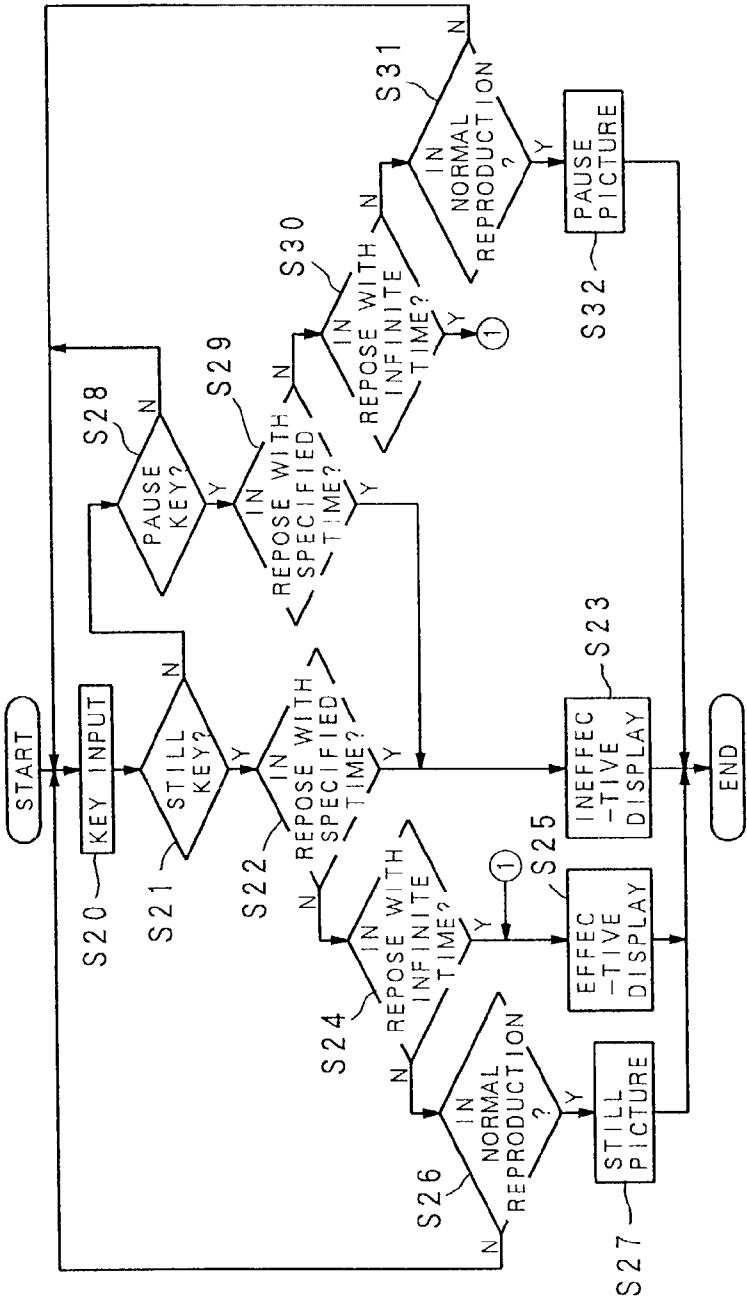 START
KEY INPUT
S20
STILL
KEY?
S21
N
Y
PAUSE
KEY?
S28
N
Y
IN
REPOSE WITH
SPECIFIED
TIME?
S22
N
Y
IN
REPOSE WITH
SPECIFIED
TIME?
S29
N
Y
IN
REPOSE WITH
INFINITE
TIME?
S24
N
Y
1
IN
REPOSE WITH
INFINITE
TIME?
S30
N
Y
1
IN
NORMAL
REPRODUCTION
?
S26
N
Y
IN
NORMAL
REPRODUCTION
?
S31
N
Y
STILL
PICTURE
S27
EFFEC
-TIVE
DISPLAY
S25
INEFFEC
-TIVE
DISPLAY
S23
PAUSE
PICTURE
S32
END